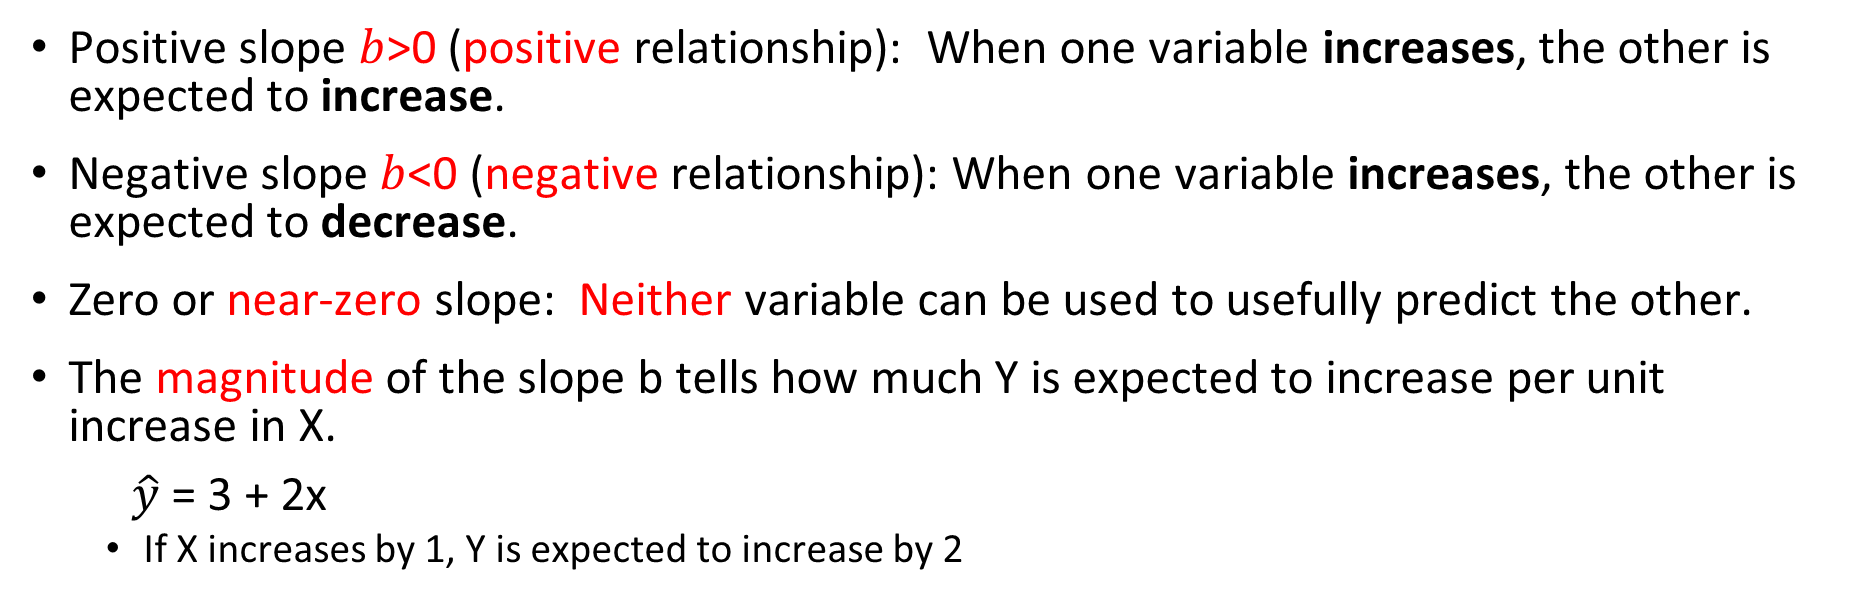 • Positive slope b>0 (positive relationship):  When one variable increases, the other is
expected to increase.
• Negative slope b<0 (negative relationship): When one variable increases, the other is
expected to decrease.
• Zero or near-zero slope:  Neither variable can be used to usefully predict the other.
• The magnitude of the slope b tells how much Y is expected to increase per unit
increase in X.
ŷ = 3 + 2x
• If X increases by 1, Y is expected to increase by 2